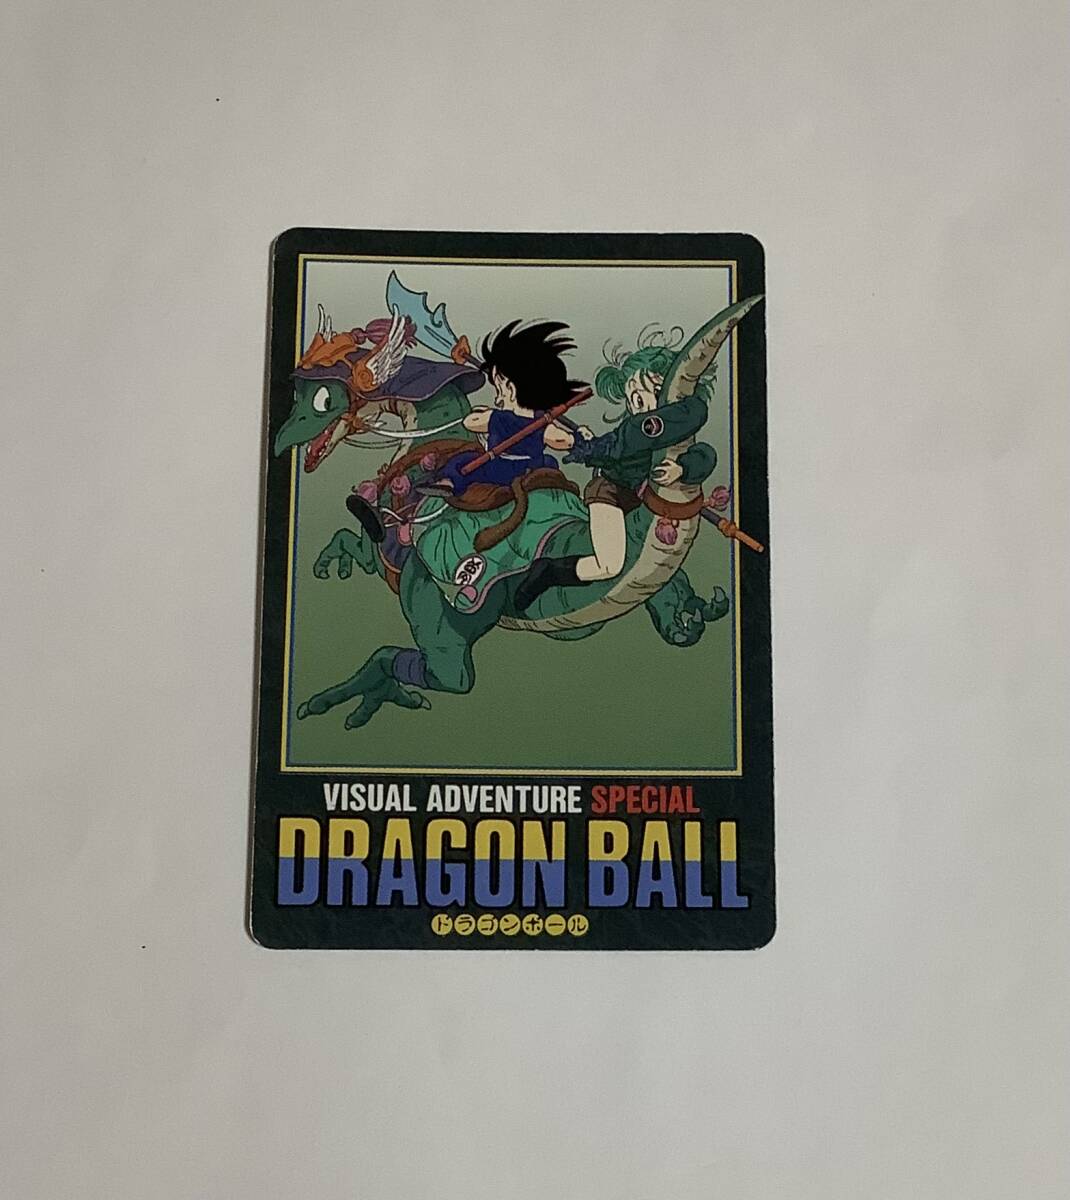 VISUAL ADVENTURE SPECIAL
DRAGON BALL
ドラゴンボール